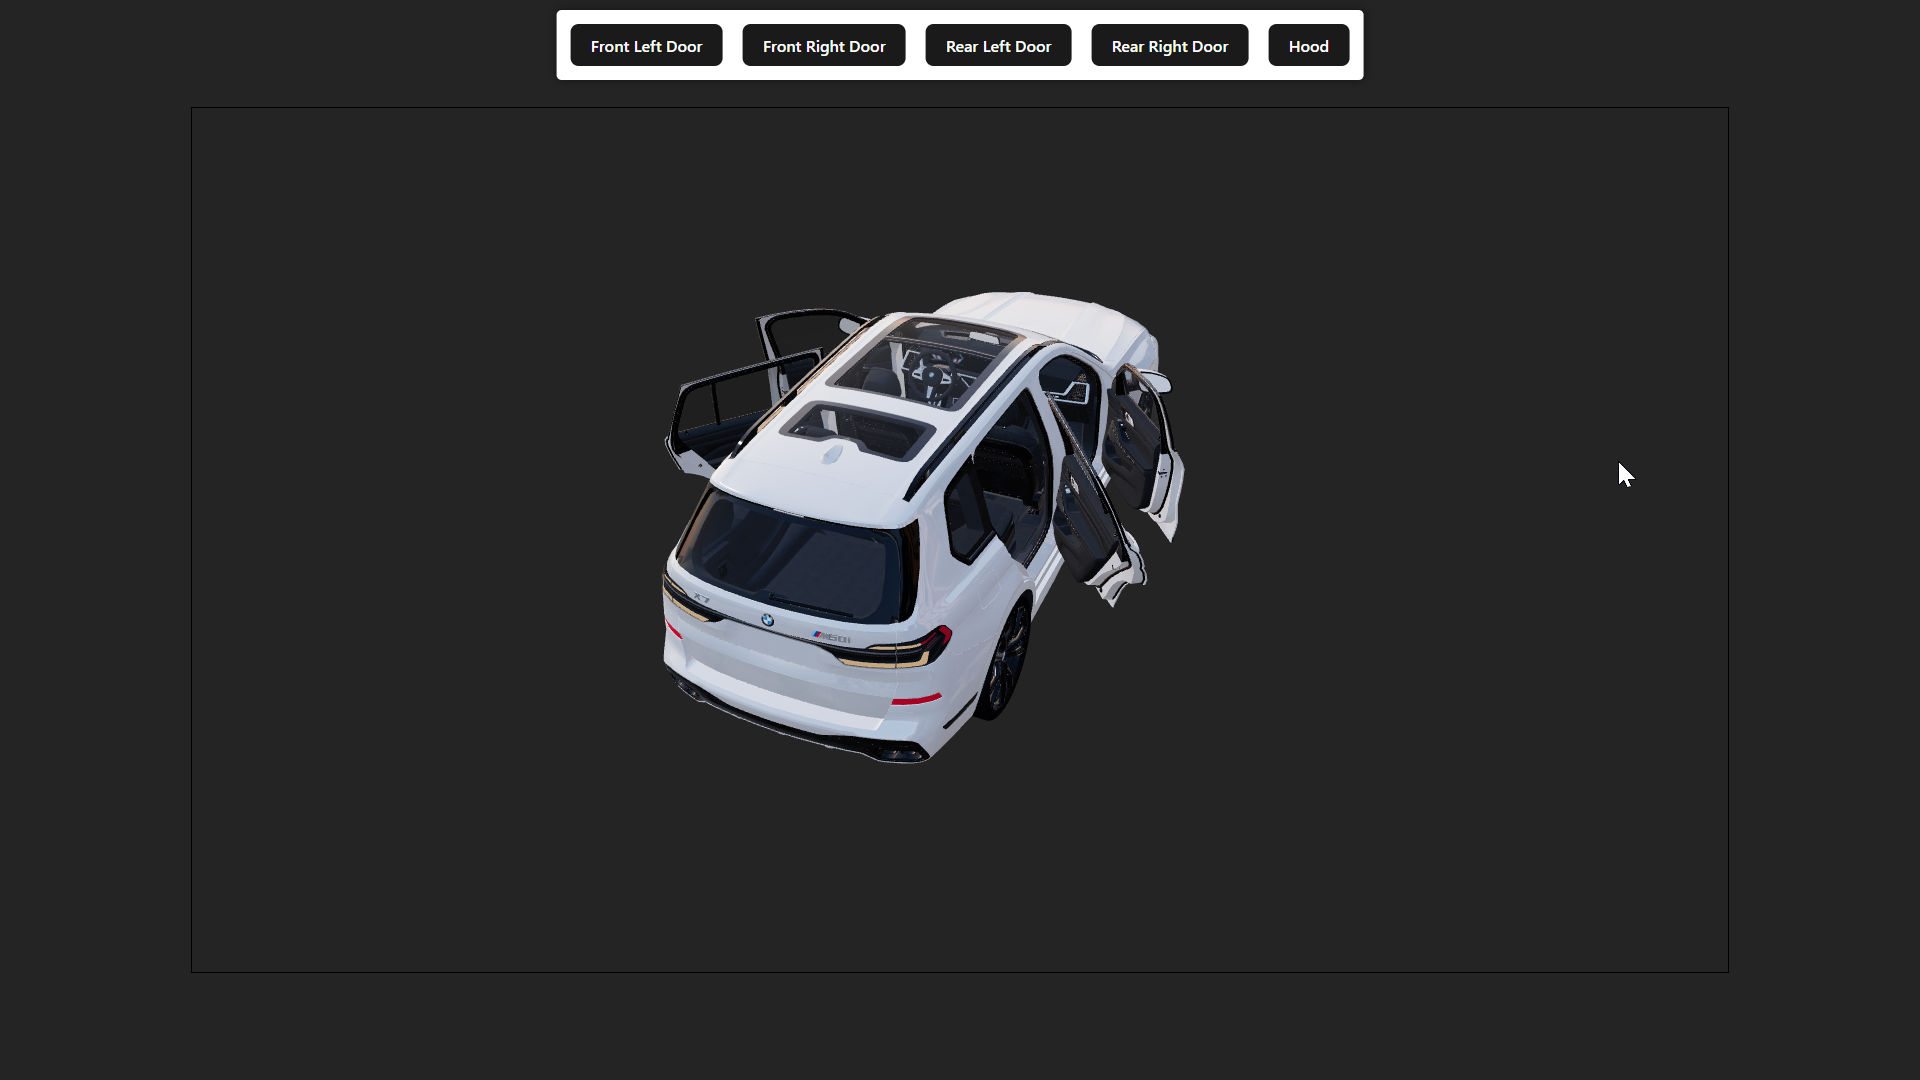 Front Left Door
Front Right Door
Rear Left Door
Rear Right Door
Hood
X7
M60i